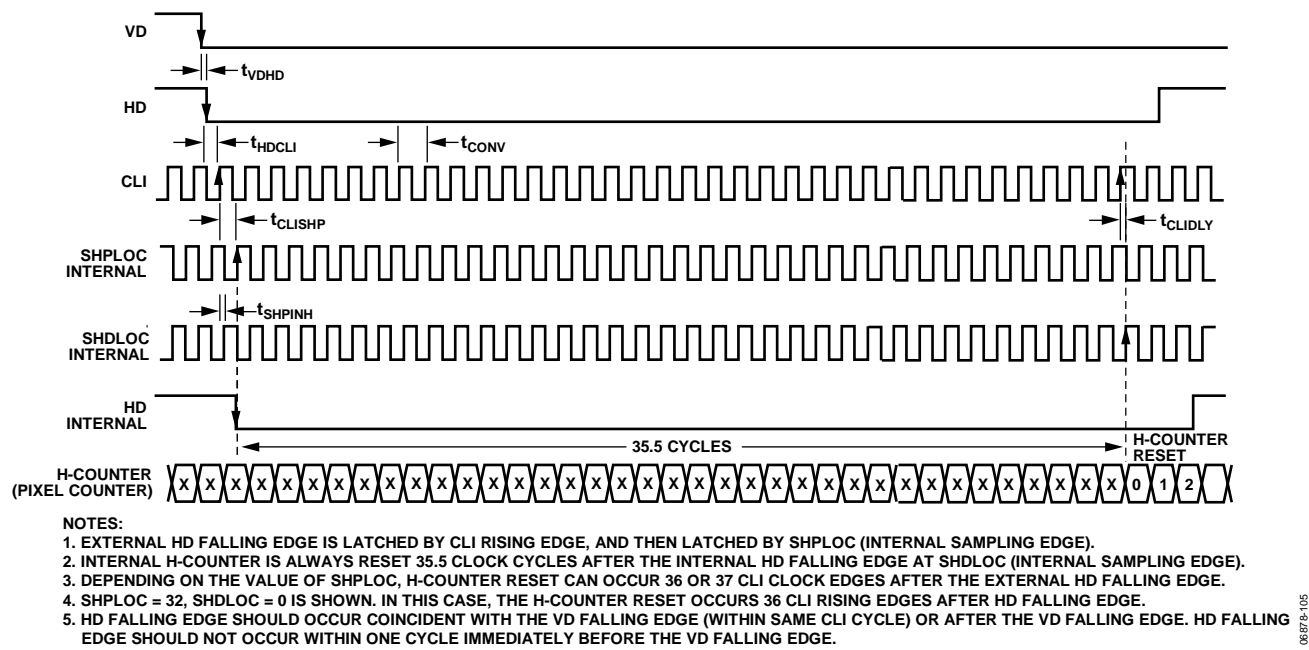 VD
t_VDHD
HD
t_HDCLI
t_CONV
CLI
t_CLISHP
t_CLIDLY
SHPLOC
INTERNAL
t_SHPINH
SHDLOC
INTERNAL
HD
INTERNAL
35.5 CYCLES
H-COUNTER
RESET
H-COUNTER
(PIXEL COUNTER)
X X X X X X X X X X X X X X X X X X X X X X X X X X X X X X X X X X X X X 0 1 2
NOTES:
1. EXTERNAL HD FALLING EDGE IS LATCHED BY CLI RISING EDGE, AND THEN LATCHED BY SHPLOC (INTERNAL SAMPLING EDGE).
2. INTERNAL H-COUNTER IS ALWAYS RESET 35.5 CLOCK CYCLES AFTER THE INTERNAL HD FALLING EDGE AT SHDLOC (INTERNAL SAMPLING EDGE).
3. DEPENDING ON THE VALUE OF SHPLOC, H-COUNTER RESET CAN OCCUR 36 OR 37 CLI CLOCK EDGES AFTER THE EXTERNAL HD FALLING EDGE.
4. SHPLOC = 32, SHDLOC = 0 IS SHOWN. IN THIS CASE, THE H-COUNTER RESET OCCURS 36 CLI RISING EDGES AFTER HD FALLING EDGE.
5. HD FALLING EDGE SHOULD OCCUR COINCIDENT WITH THE VD FALLING EDGE (WITHIN SAME CLI CYCLE) OR AFTER THE VD FALLING EDGE. HD FALLING
EDGE SHOULD NOT OCCUR WITHIN ONE CYCLE IMMEDIATELY BEFORE THE VD FALLING EDGE.
06878-105